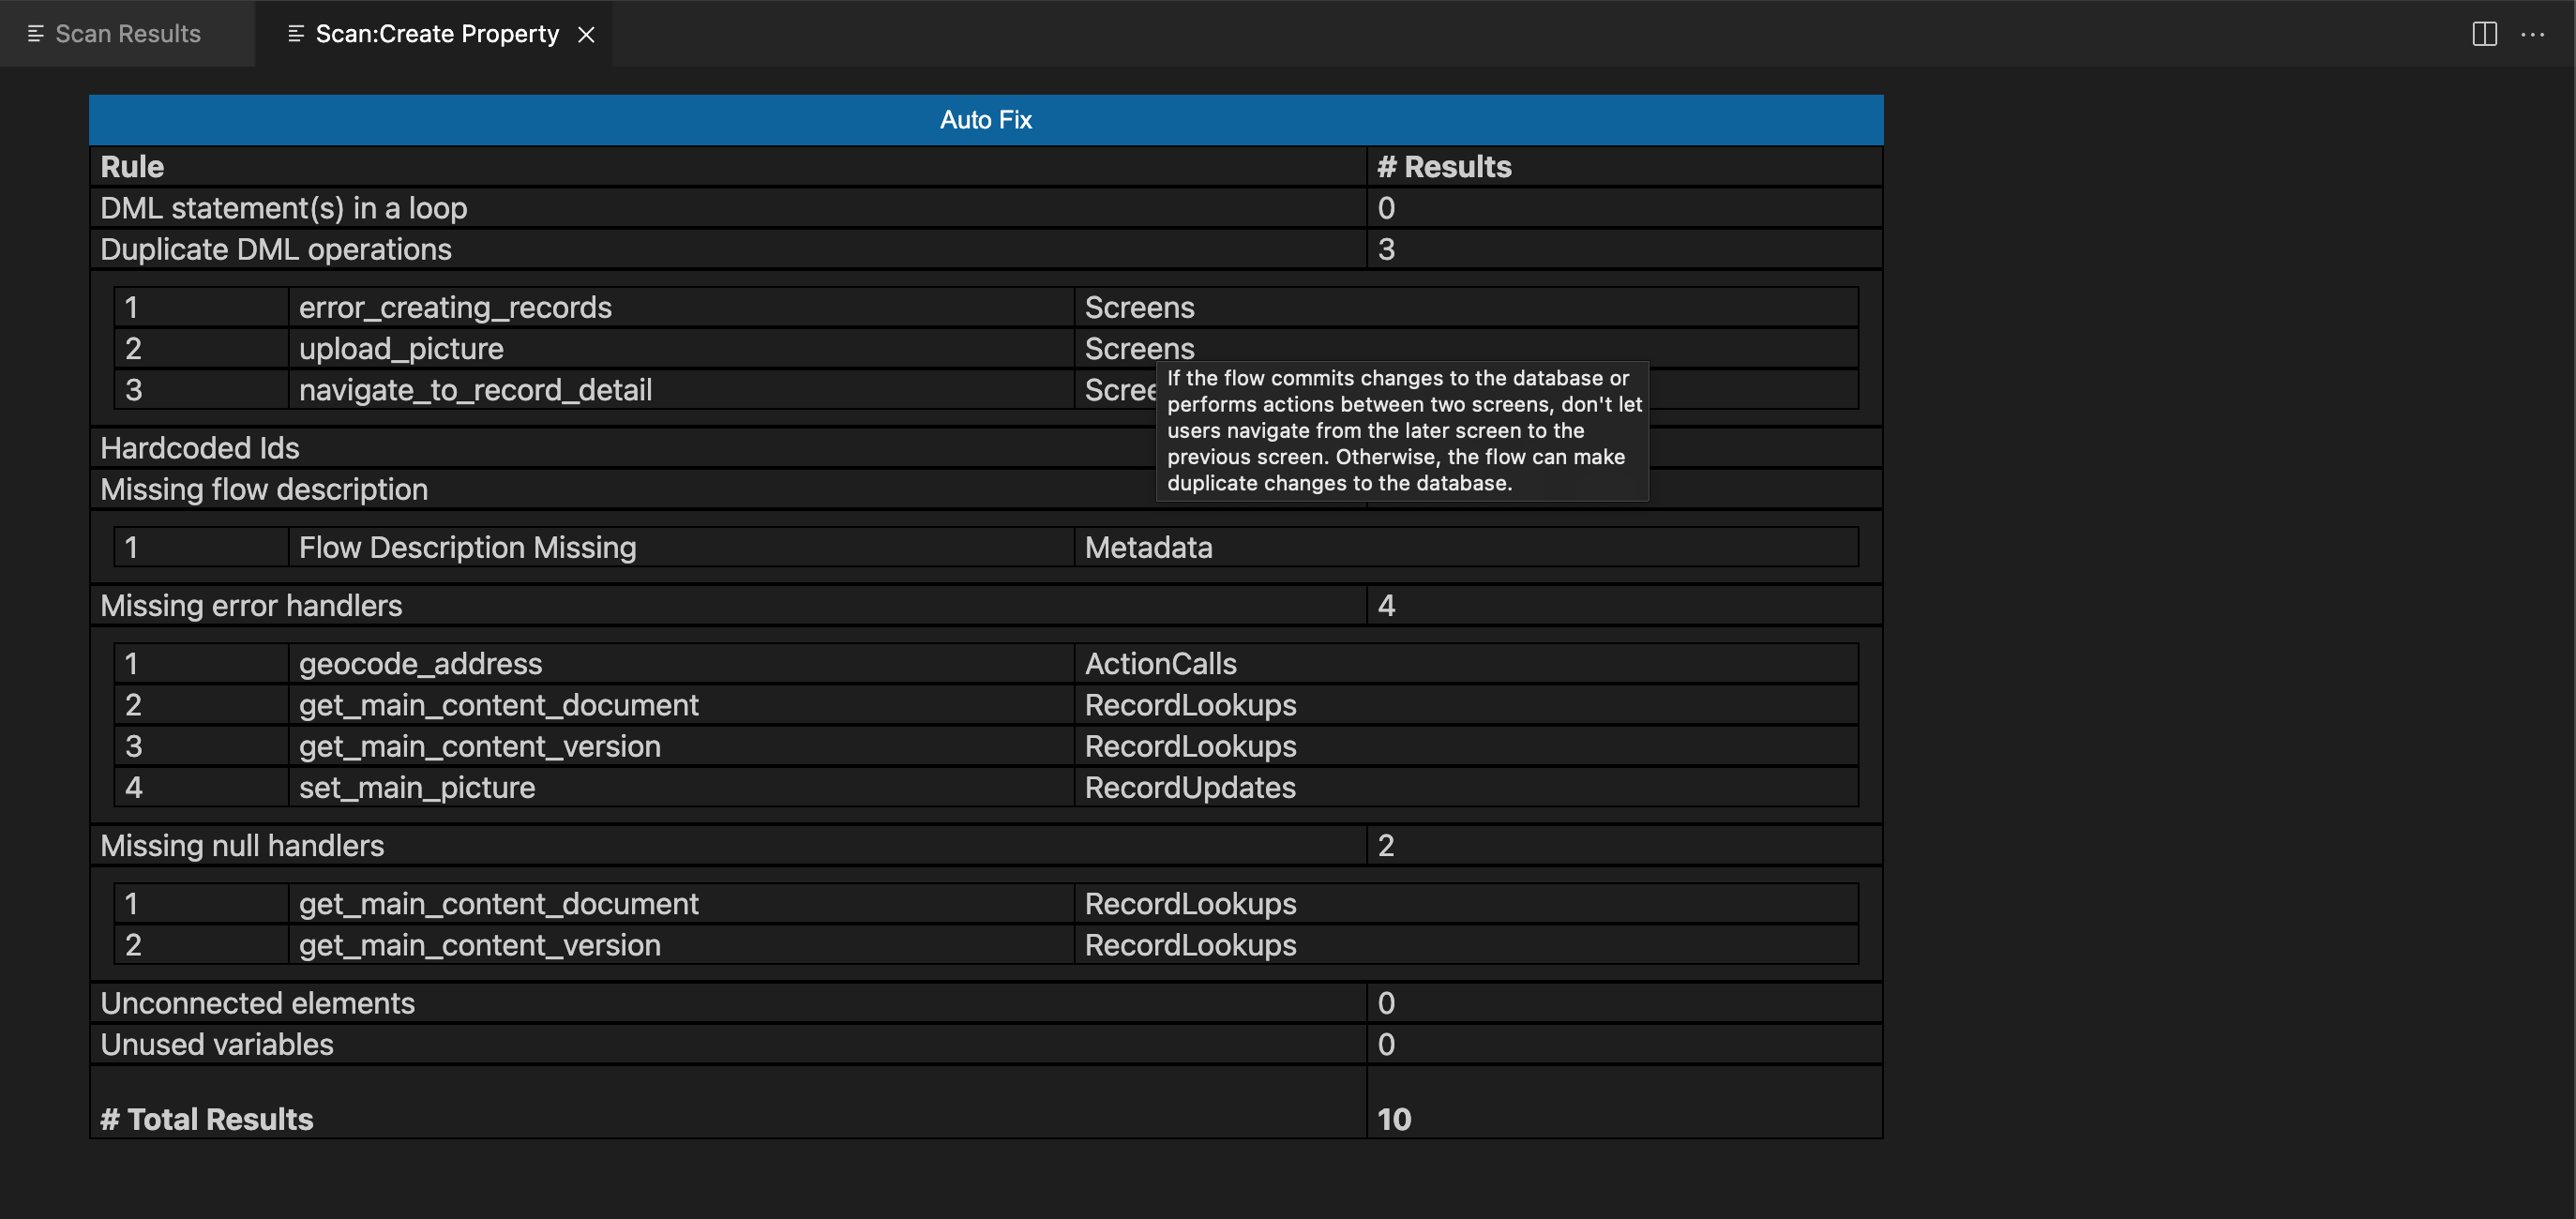 Scan Results
Scan:Create Property
Auto Fix
Rule # Results
DML statement(s) in a loop 0
Duplicate DML operations 3
1 error_creating_records Screens
2 upload_picture Screens
3 navigate_to_record_detail Scree
If the flow commits changes to the database or
performs actions between two screens, don't let
users navigate from the later screen to the
previous screen. Otherwise, the flow can make
duplicate changes to the database.
Hardcoded Ids
Missing flow description
1 Flow Description Missing Metadata
Missing error handlers 4
1 geocode_address ActionCalls
2 get_main_content_document RecordLookups
3 get_main_content_version RecordLookups
4 set_main_picture RecordUpdates
Missing null handlers 2
1 get_main_content_document RecordLookups
2 get_main_content_version RecordLookups
Unconnected elements 0
Unused variables 0
# Total Results 10